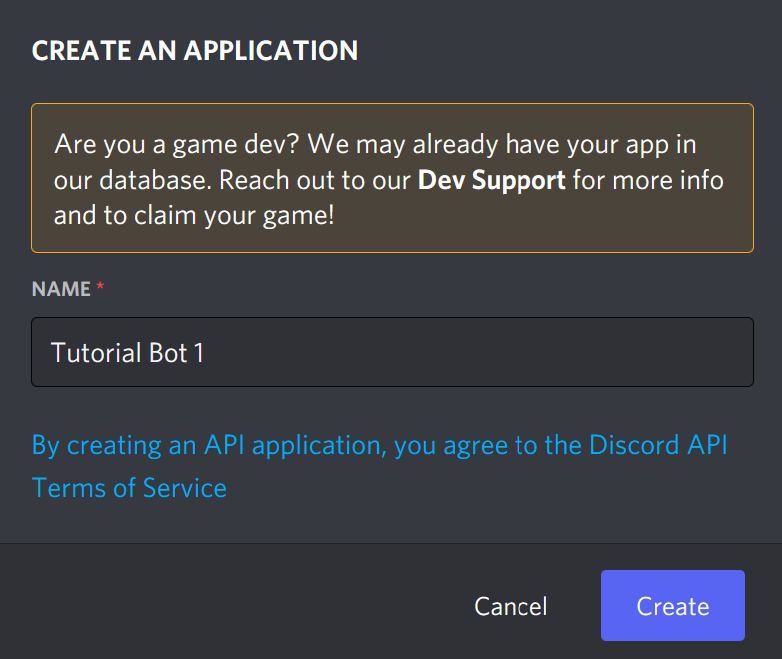 CREATE AN APPLICATION
Are you a game dev? We may already have your app in
our database. Reach out to our Dev Support for more info
and to claim your game!
NAME *
Tutorial Bot 1
By creating an API application, you agree to the Discord API
Terms of Service
Cancel
Create